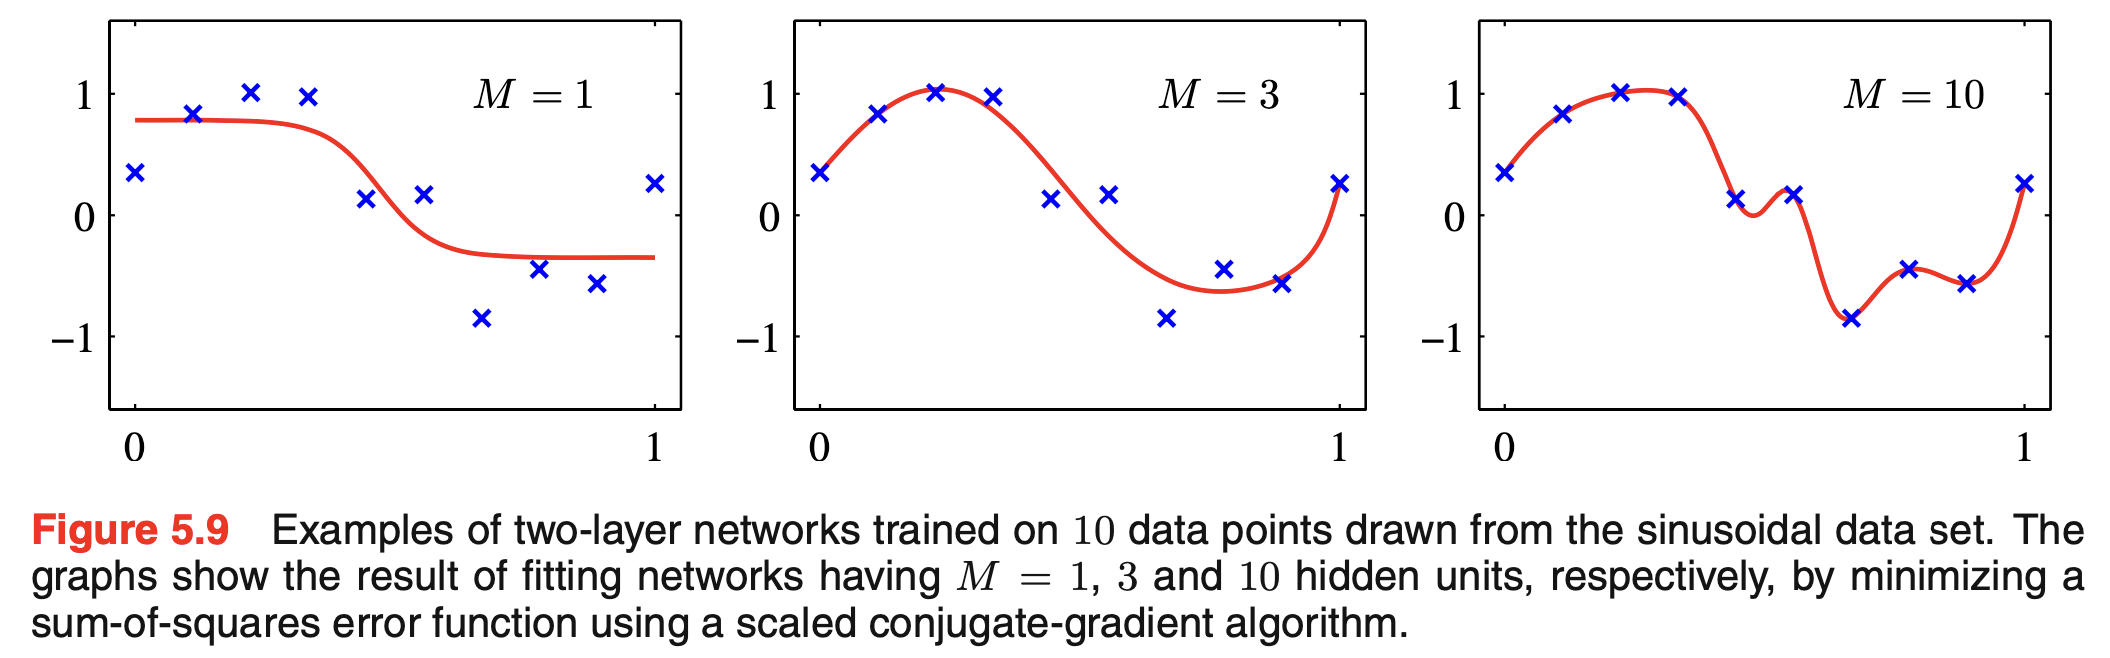 1
0
−1
0
1
M = 1
1
0
−1
0
1
M = 3
1
0
−1
0
1
M = 10
Figure 5.9 Examples of two-layer networks trained on 10 data points drawn from the sinusoidal data set. The
graphs show the result of fitting networks having M = 1, 3 and 10 hidden units, respectively, by minimizing a
sum-of-squares error function using a scaled conjugate-gradient algorithm.